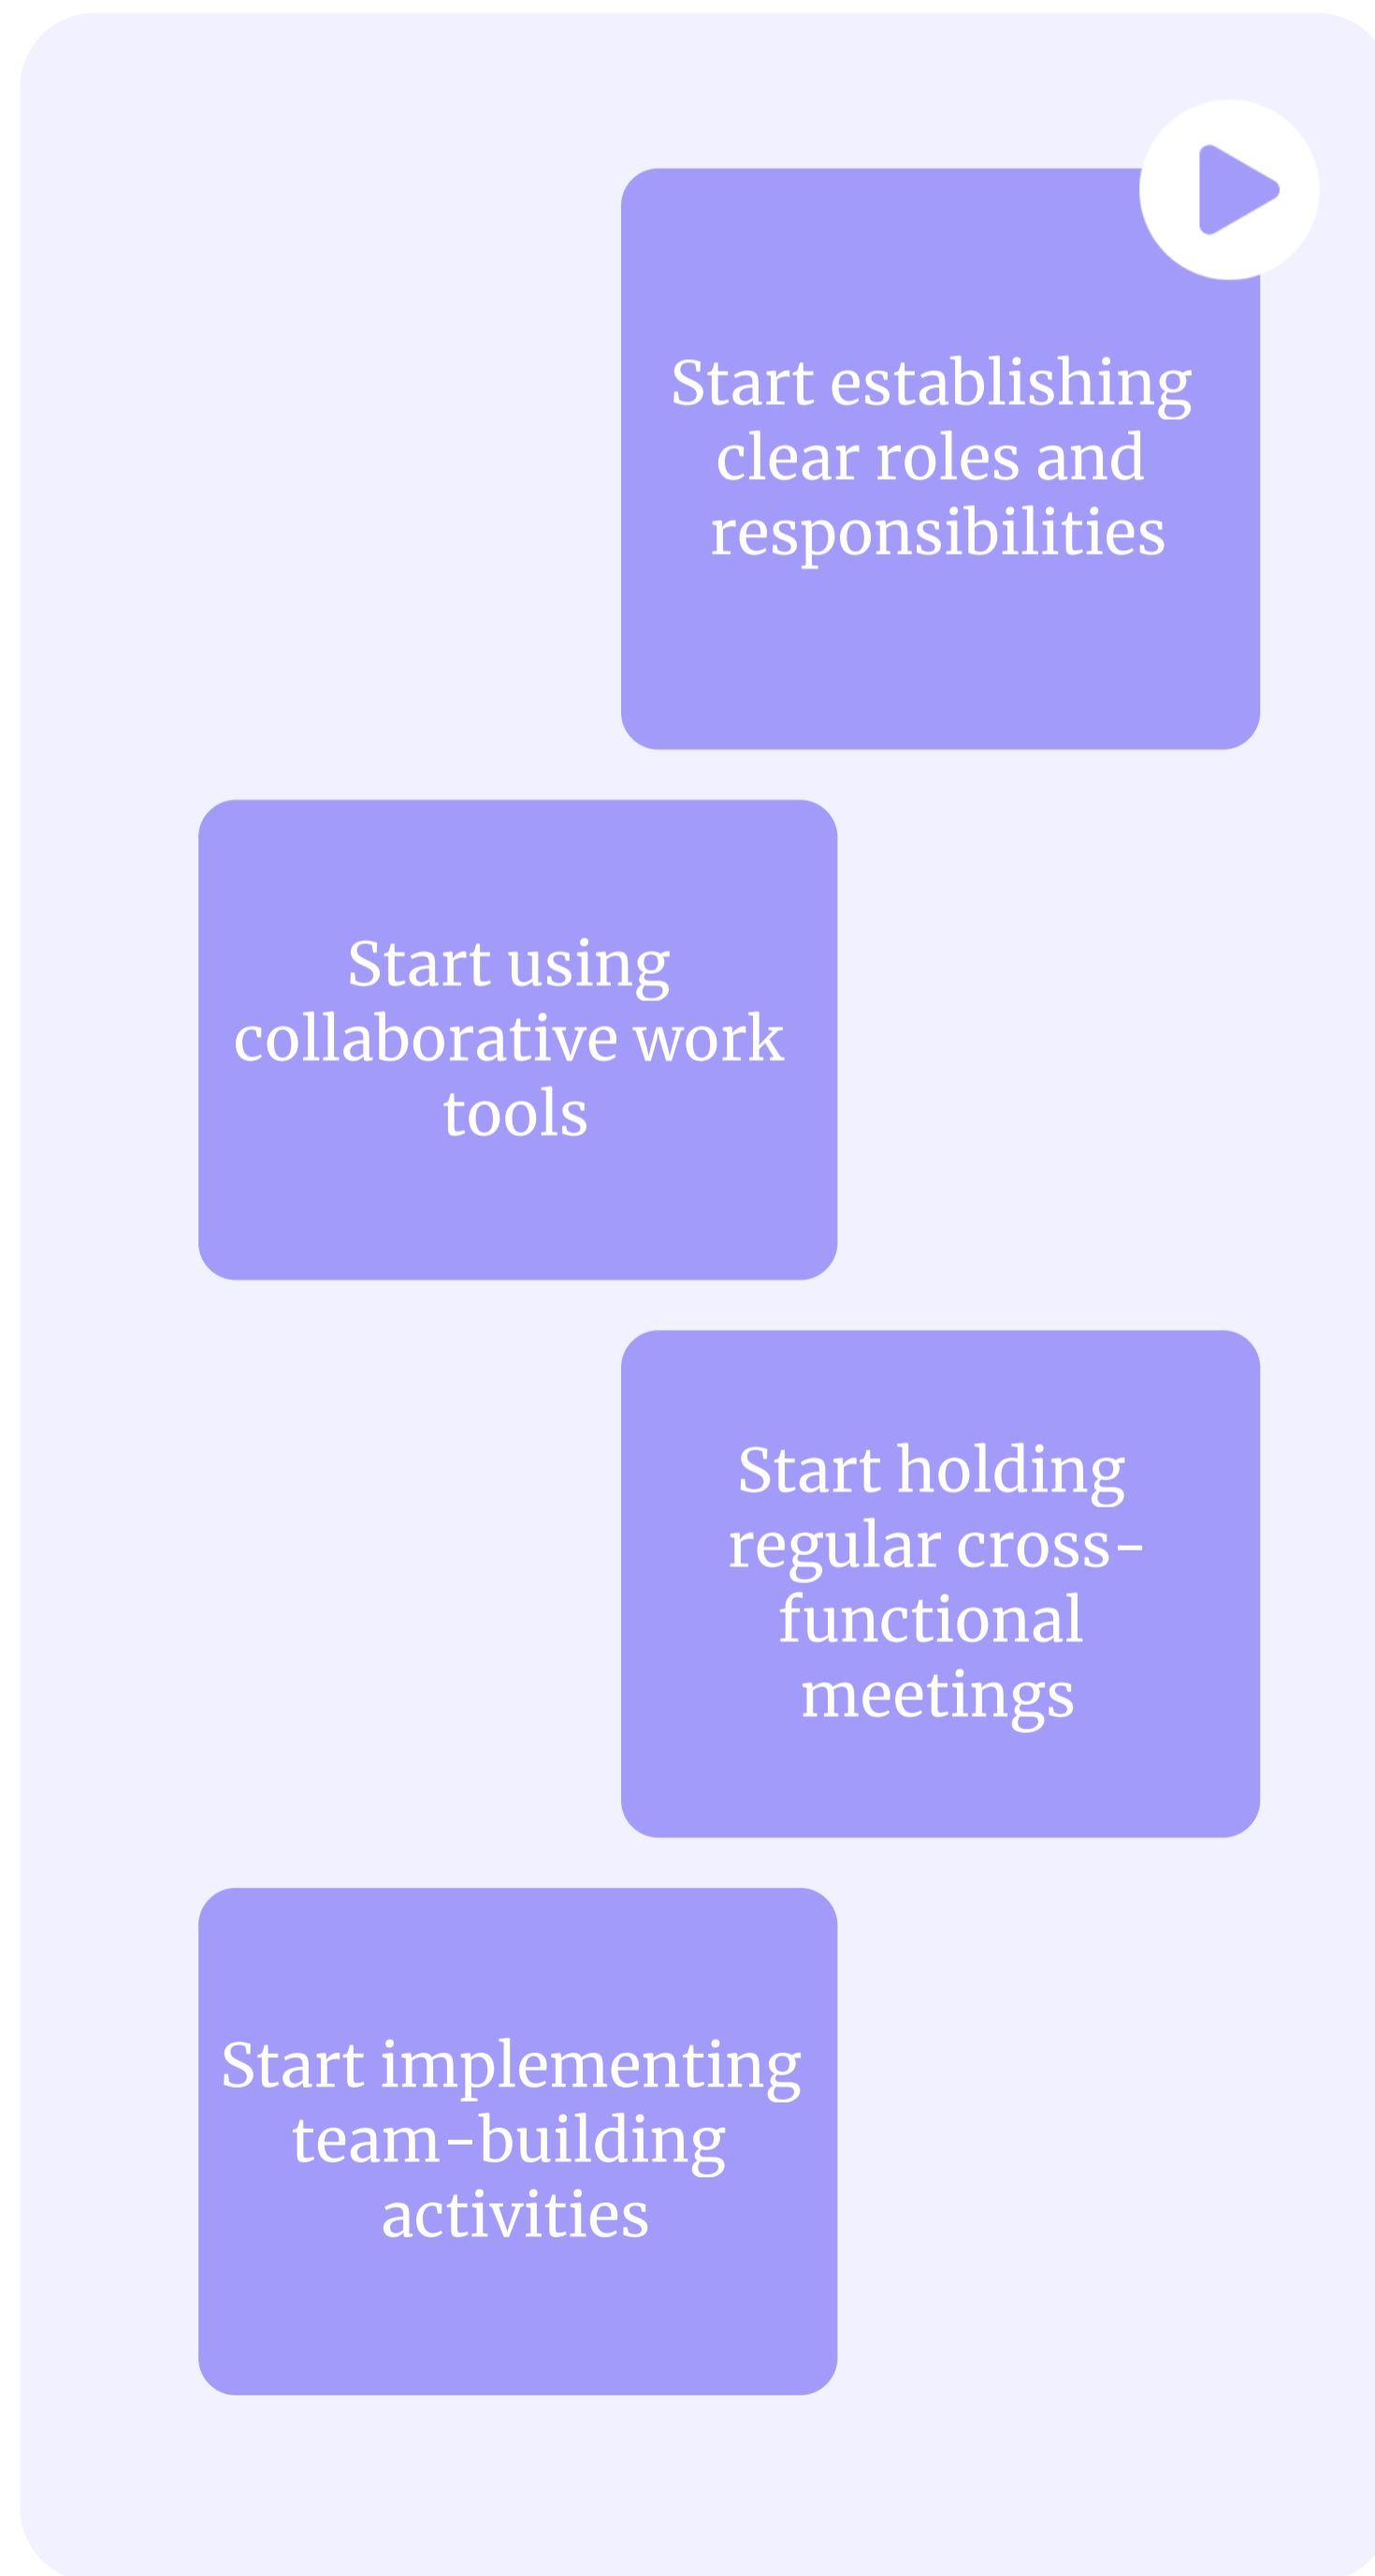 Start establishing
clear roles and
responsibilities
Start using
collaborative work
tools
Start holding
regular cross-
functional
meetings
Start implementing
team-building
activities